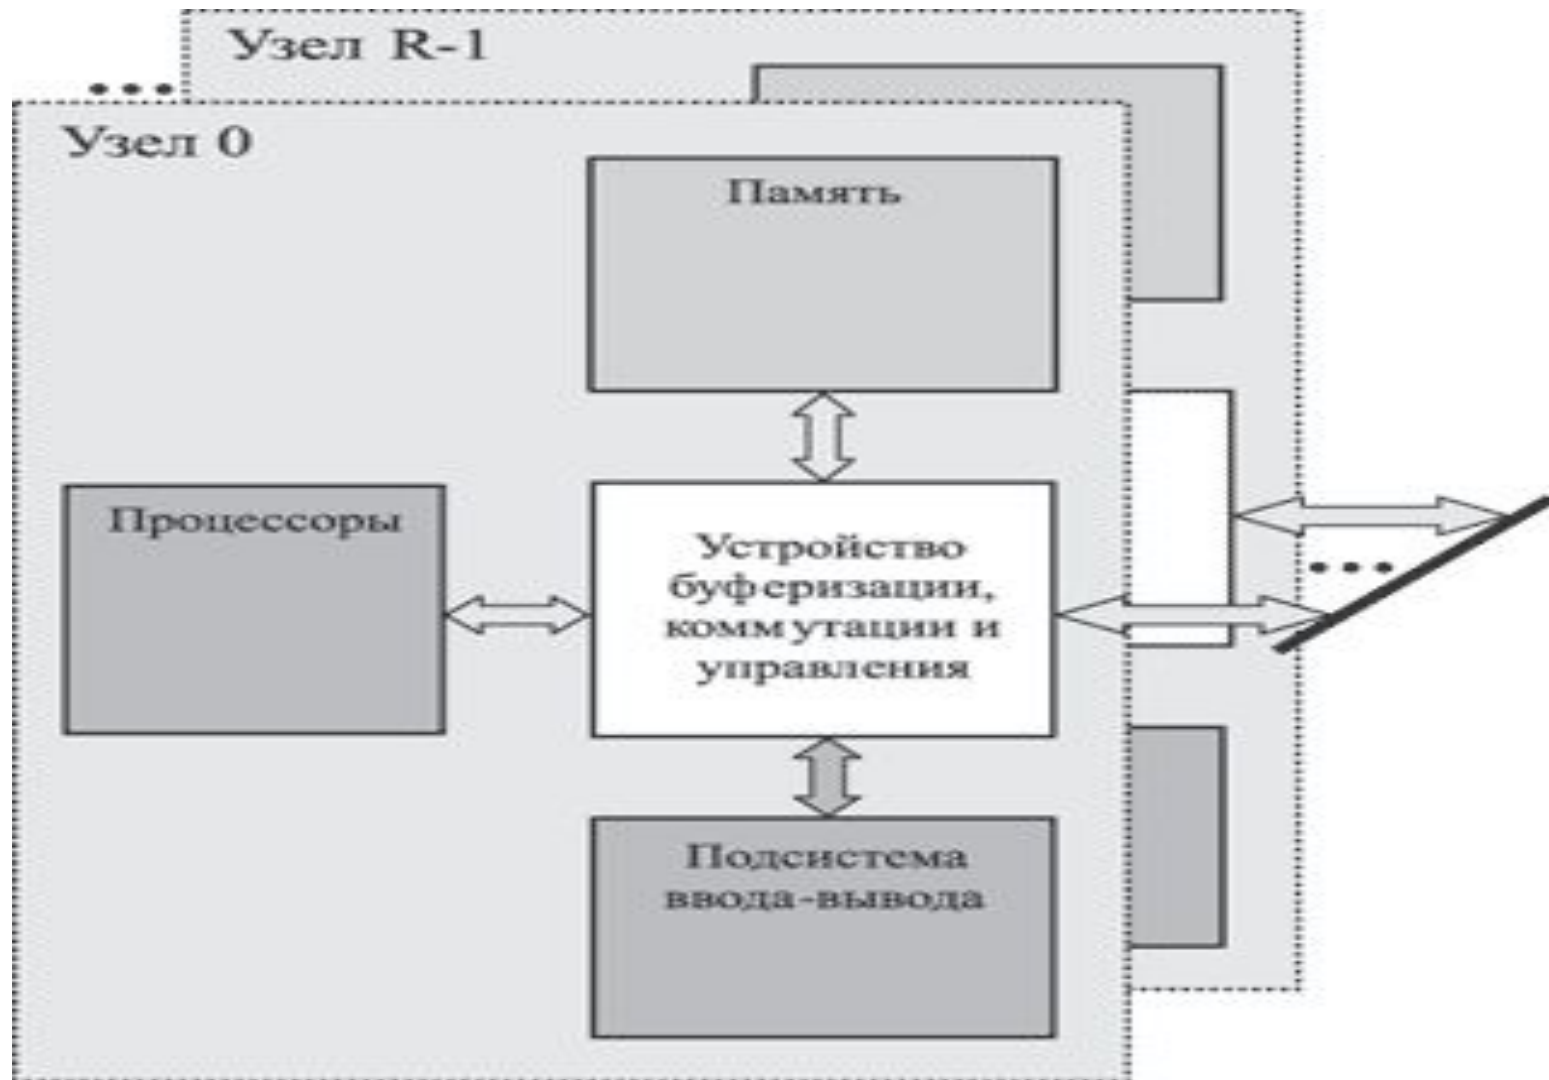 Узел R-1
Узел 0
Память
Процессоры
Устройство
буферизации,
коммутации и
управления
Подсистема
ввода-вывода